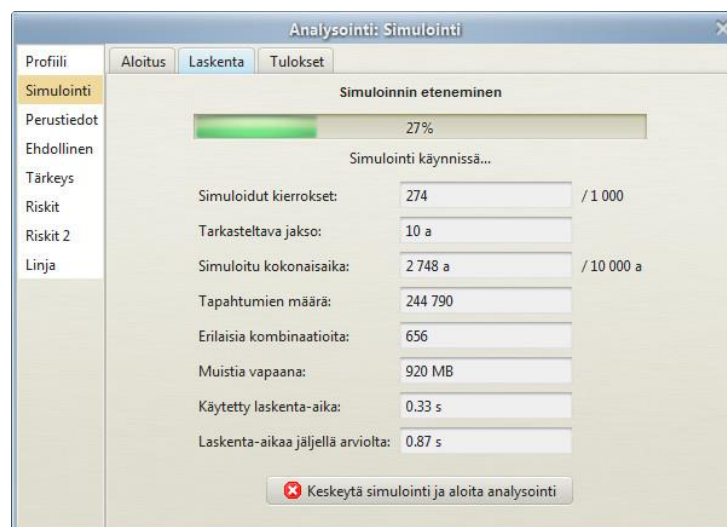 Analysointi: Simulointi
Profiili
Simulointi
Perustiedot
Ehdollinen
Tärkeys
Riskit
Riskit 2
Linja
Aloitus Laskenta Tulokset
Simuloinnin eteneminen
27%
Simulointi käynnissä...
Simuloidut kierrokset: 274 / 1 000
Tarkasteltava jakso: 10 a
Simuloitu kokonaisaika: 2 748 a / 10 000 a
Tapahtumien määrä: 244 790
Erilaisia kombinaatioita: 656
Muistia vapaana: 920 MB
Käytetty laskenta-aika: 0.33 s
Laskenta-aikaa jäljellä arviolta: 0.87 s
Keskeytä simulointi ja aloita analysointi